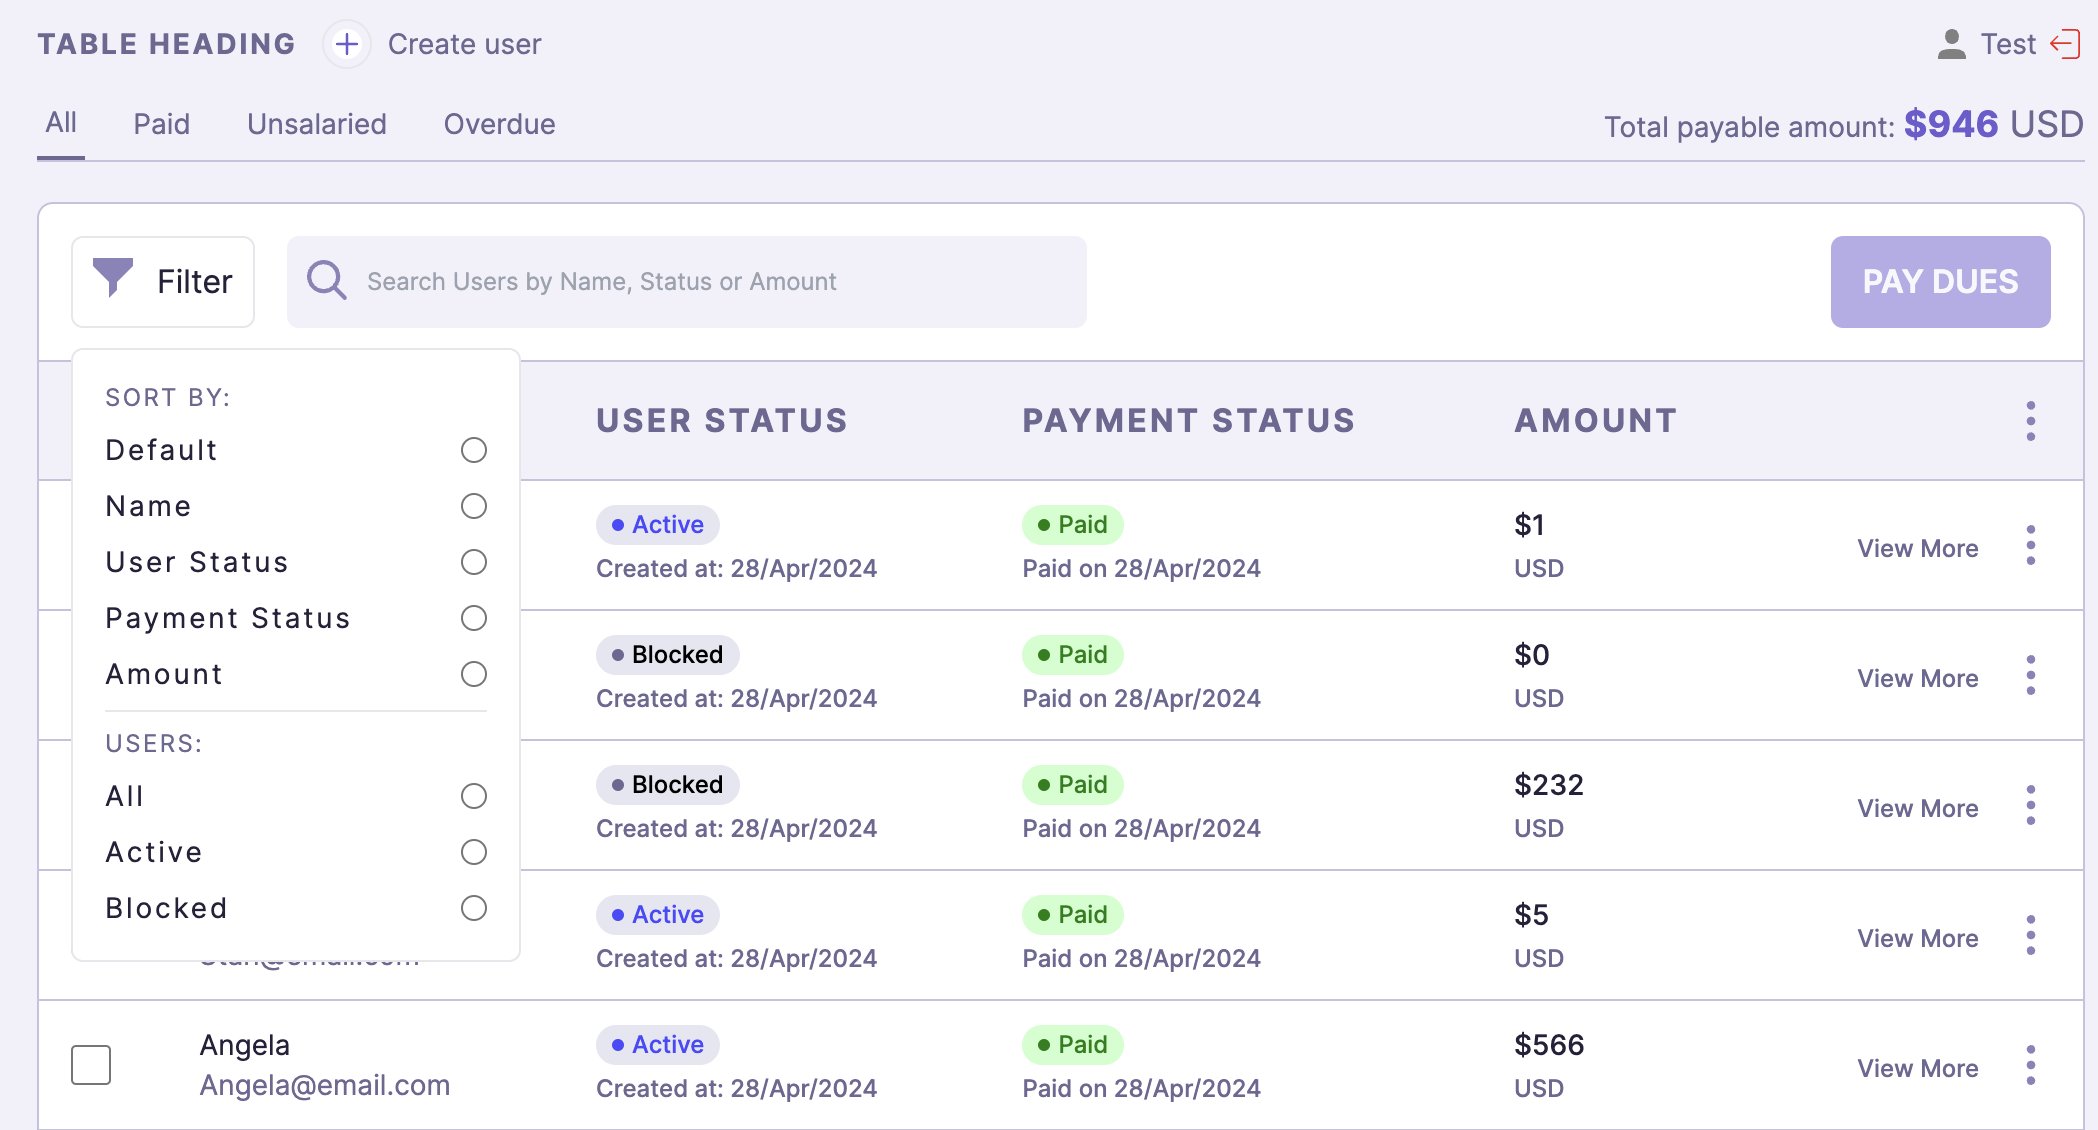 TABLE HEADING Create user Test
All Paid Unsalaried Overdue Total payable amount: $946 USD
Filter Search Users by Name, Status or Amount PAY DUES
SORT BY:
Default
Name
User Status
Payment Status
Amount
USERS:
All
Active
Blocked
USER STATUS PAYMENT STATUS AMOUNT
Active Paid $1
Created at: 28/Apr/2024 Paid on 28/Apr/2024 USD View More
Blocked Paid $0
Created at: 28/Apr/2024 Paid on 28/Apr/2024 USD View More
Blocked Paid $232
Created at: 28/Apr/2024 Paid on 28/Apr/2024 USD View More
Active Paid $5
Created at: 28/Apr/2024 Paid on 28/Apr/2024 USD View More
Angela Active Paid $566
Angela@email.com Created at: 28/Apr/2024 Paid on 28/Apr/2024 USD View More